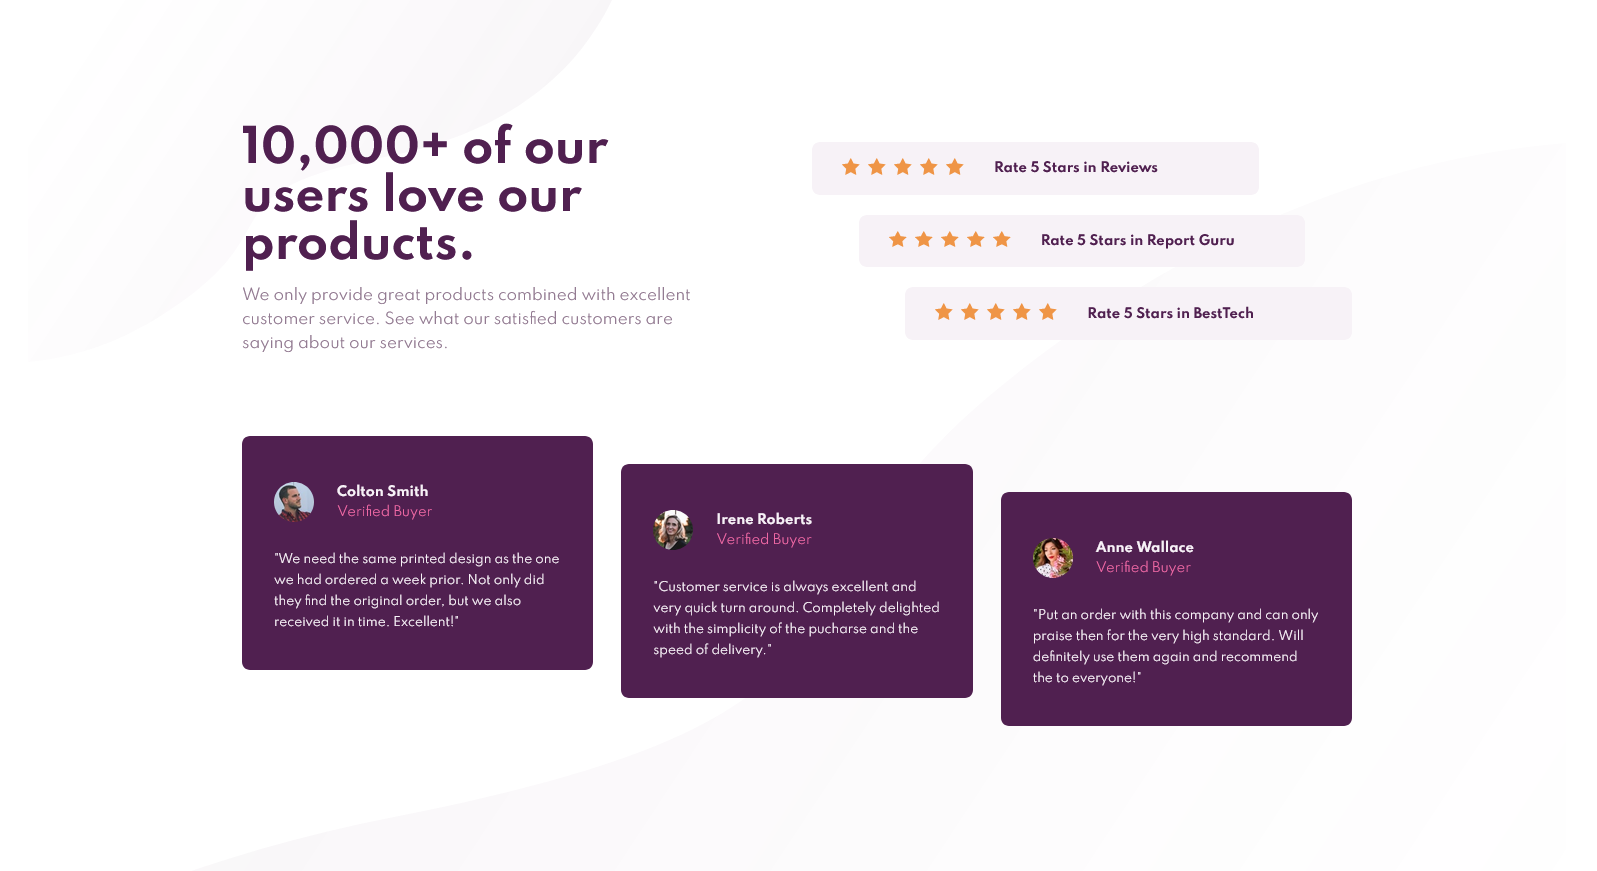 10,000+ of our
users love our
products.
We only provide great products combined with excellent
customer service. See what our satisfied customers are
saying about our services.
Rate 5 Stars in Reviews
Rate 5 Stars in Report Guru
Rate 5 Stars in BestTech
Colton Smith
Verified Buyer
"We need the same printed design as the one
we had ordered a week prior. Not only did
they find the original order, but we also
received it in time. Excellent!"
Irene Roberts
Verified Buyer
"Customer service is always excellent and
very quick turn around. Completely delighted
with the simplicity of the pucharse and the
speed of delivery."
Anne Wallace
Verified Buyer
"Put an order with this company and can only
praise then for the very high standard. Will
definitely use them again and recommend
the to everyone!"